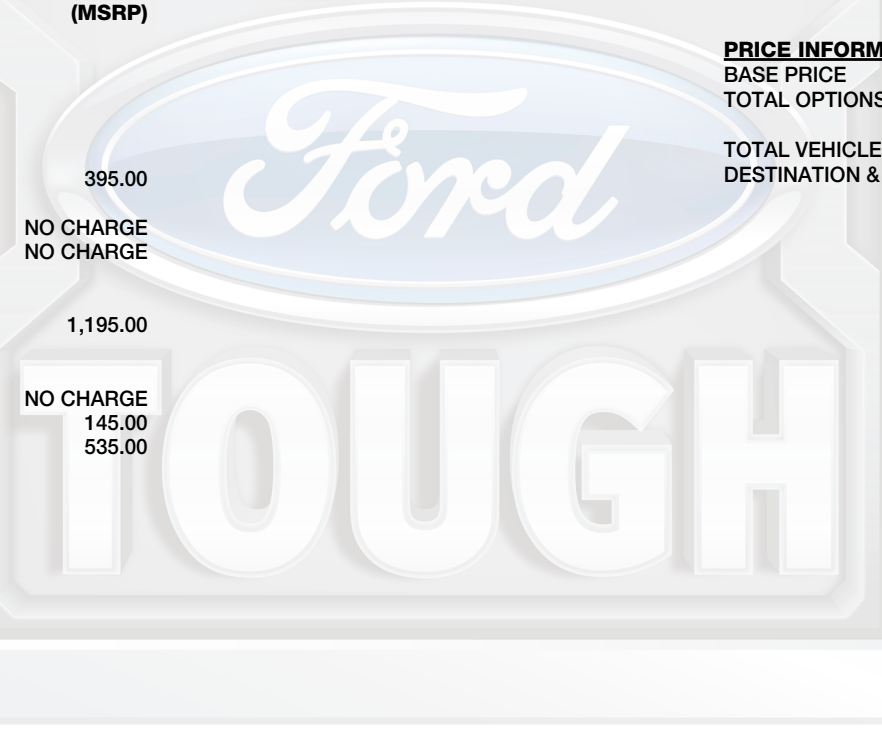 (MSRP)
395.00
NO CHARGE
NO CHARGE
1,195.00
NO CHARGE
145.00
535.00
PRICE INFORM
BASE PRICE
TOTAL OPTIONS
TOTAL VEHICLE
DESTINATION &
Ford
TOUGH